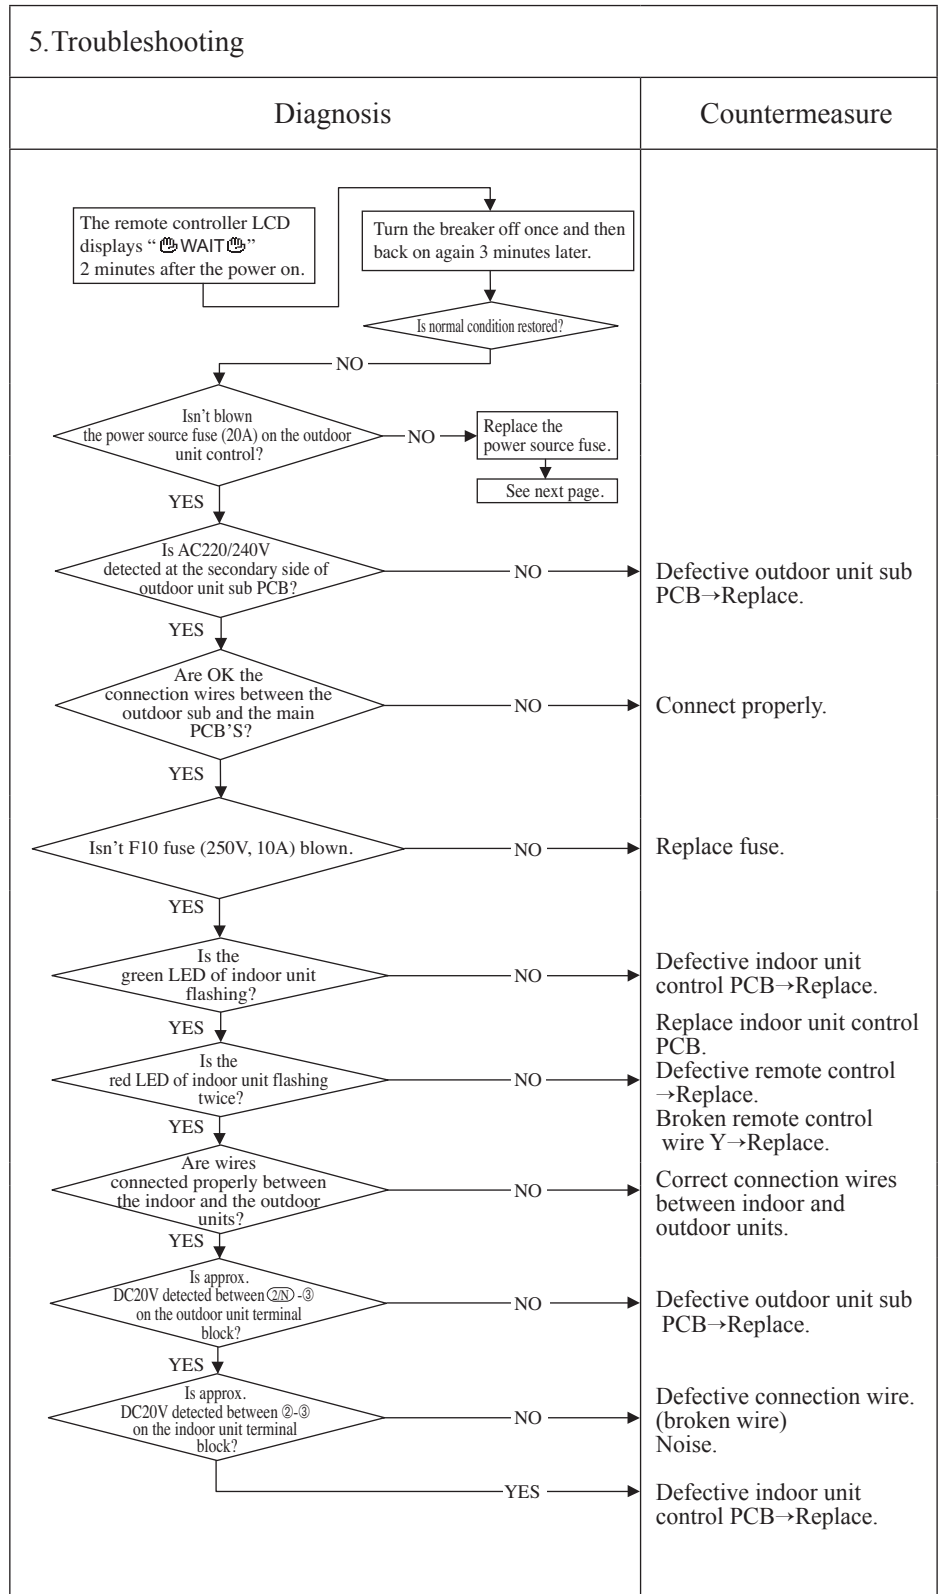 5.Troubleshooting
Diagnosis
Countermeasure
The remote controller LCD
displays “ WAIT ”
2 minutes after the power on.
Turn the breaker off once and then
back on again 3 minutes later.
Is normal condition restored?
NO
Isn’t blown
the power source fuse (20A) on the outdoor
unit control?
NO
Replace the
power source fuse.
See next page.
YES
Is AC220/240V
detected at the secondary side of
outdoor unit sub PCB?
NO
Defective outdoor unit sub
PCB→Replace.
YES
Are OK the
connection wires between the
outdoor sub and the main
PCB’S?
NO
Connect properly.
YES
Isn’t F10 fuse (250V, 10A) blown.
NO
Replace fuse.
YES
Is the
green LED of indoor unit
flashing?
NO
Defective indoor unit
control PCB→Replace.
YES
Is the
red LED of indoor unit flashing
twice?
NO
Replace indoor unit control
PCB.
Defective remote control
→Replace.
Broken remote control
wire Y→Replace.
YES
Are wires
connected properly between
the indoor and the outdoor
units?
NO
Correct connection wires
between indoor and
outdoor units.
YES
Is approx.
DC20V detected between 2/N -③
on the outdoor unit terminal
block?
NO
Defective outdoor unit sub
PCB→Replace.
YES
Is approx.
DC20V detected between ②-③
on the indoor unit terminal
block?
NO
Defective connection wire.
(broken wire)
Noise.
YES
Defective indoor unit
control PCB→Replace.